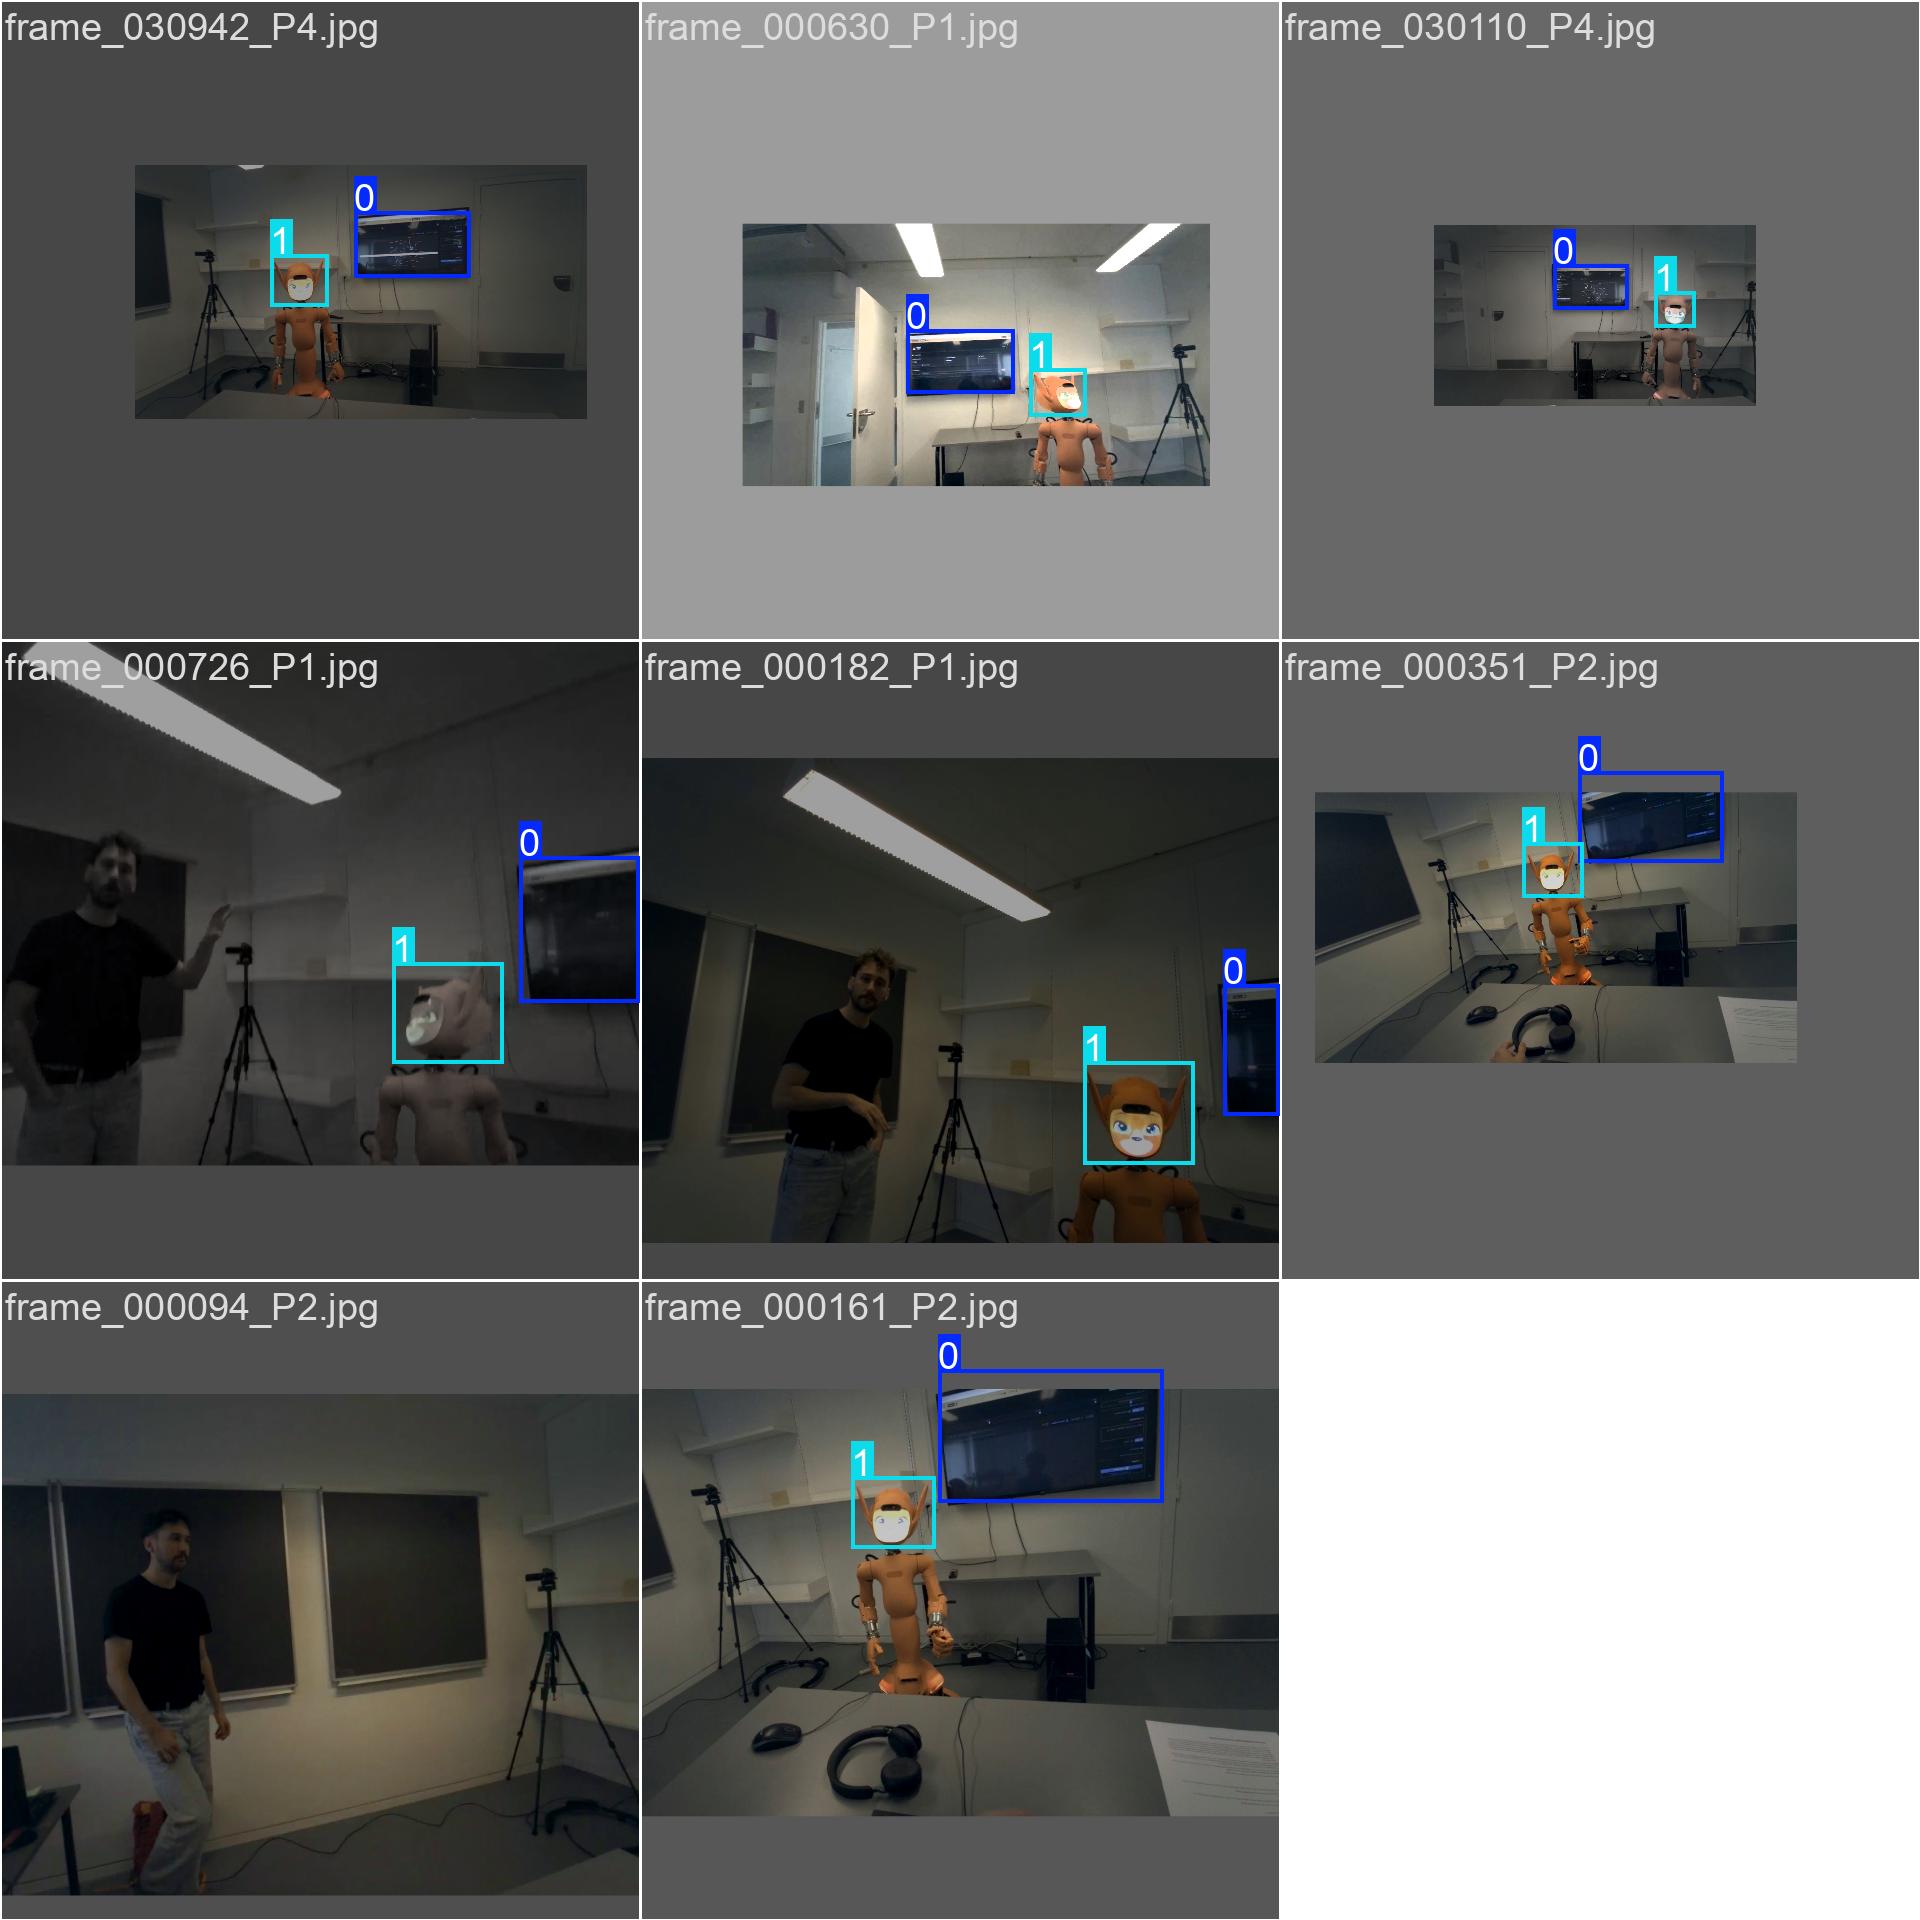 frame_030942_P4.jpg
frame_000630_P1.jpg
frame_030110_P4.jpg
0
1
0
1
0
1
frame_000726_P1.jpg
frame_000182_P1.jpg
frame_000351_P2.jpg
0
1
0
1
0
1
frame_000094_P2.jpg
frame_000161_P2.jpg
0
1